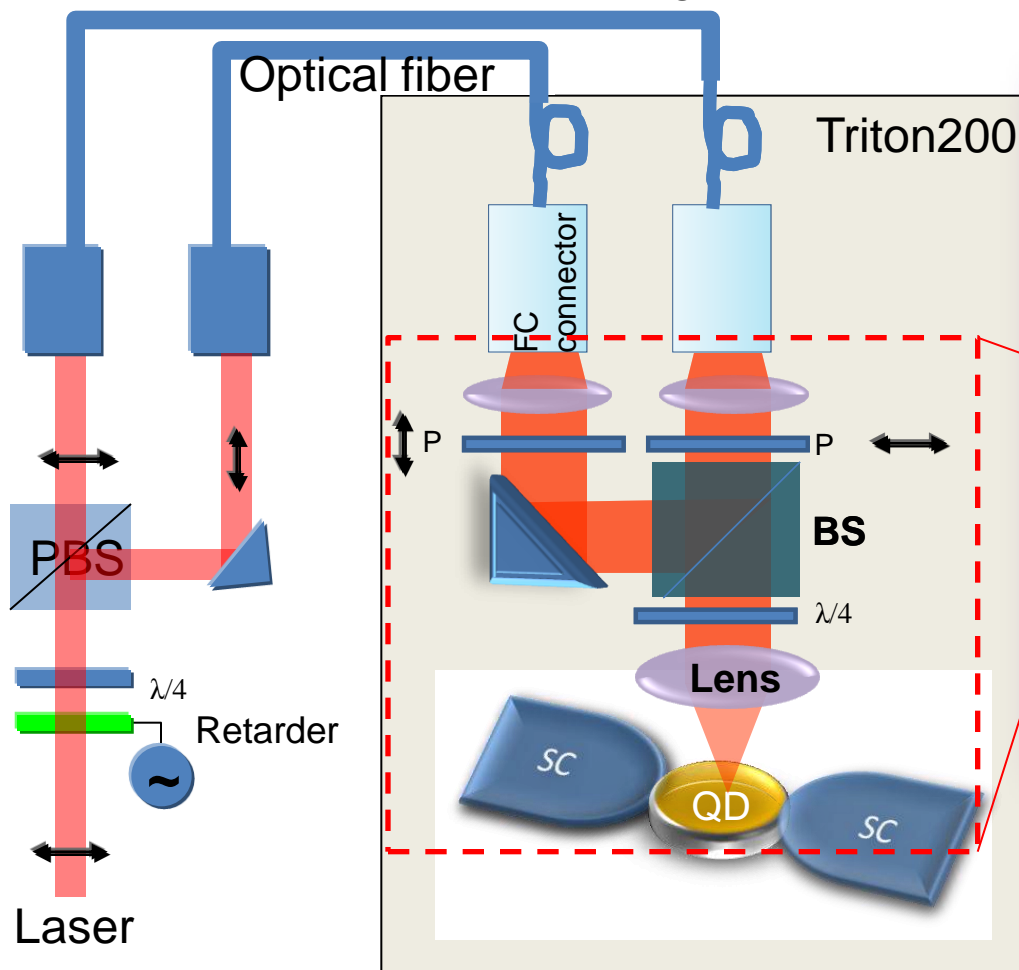 Optical fiber
Triton200
FC
connector
P
P
PBS
BS
λ/4
λ/4
Lens
Retarder
~
SC
QD
SC
Laser